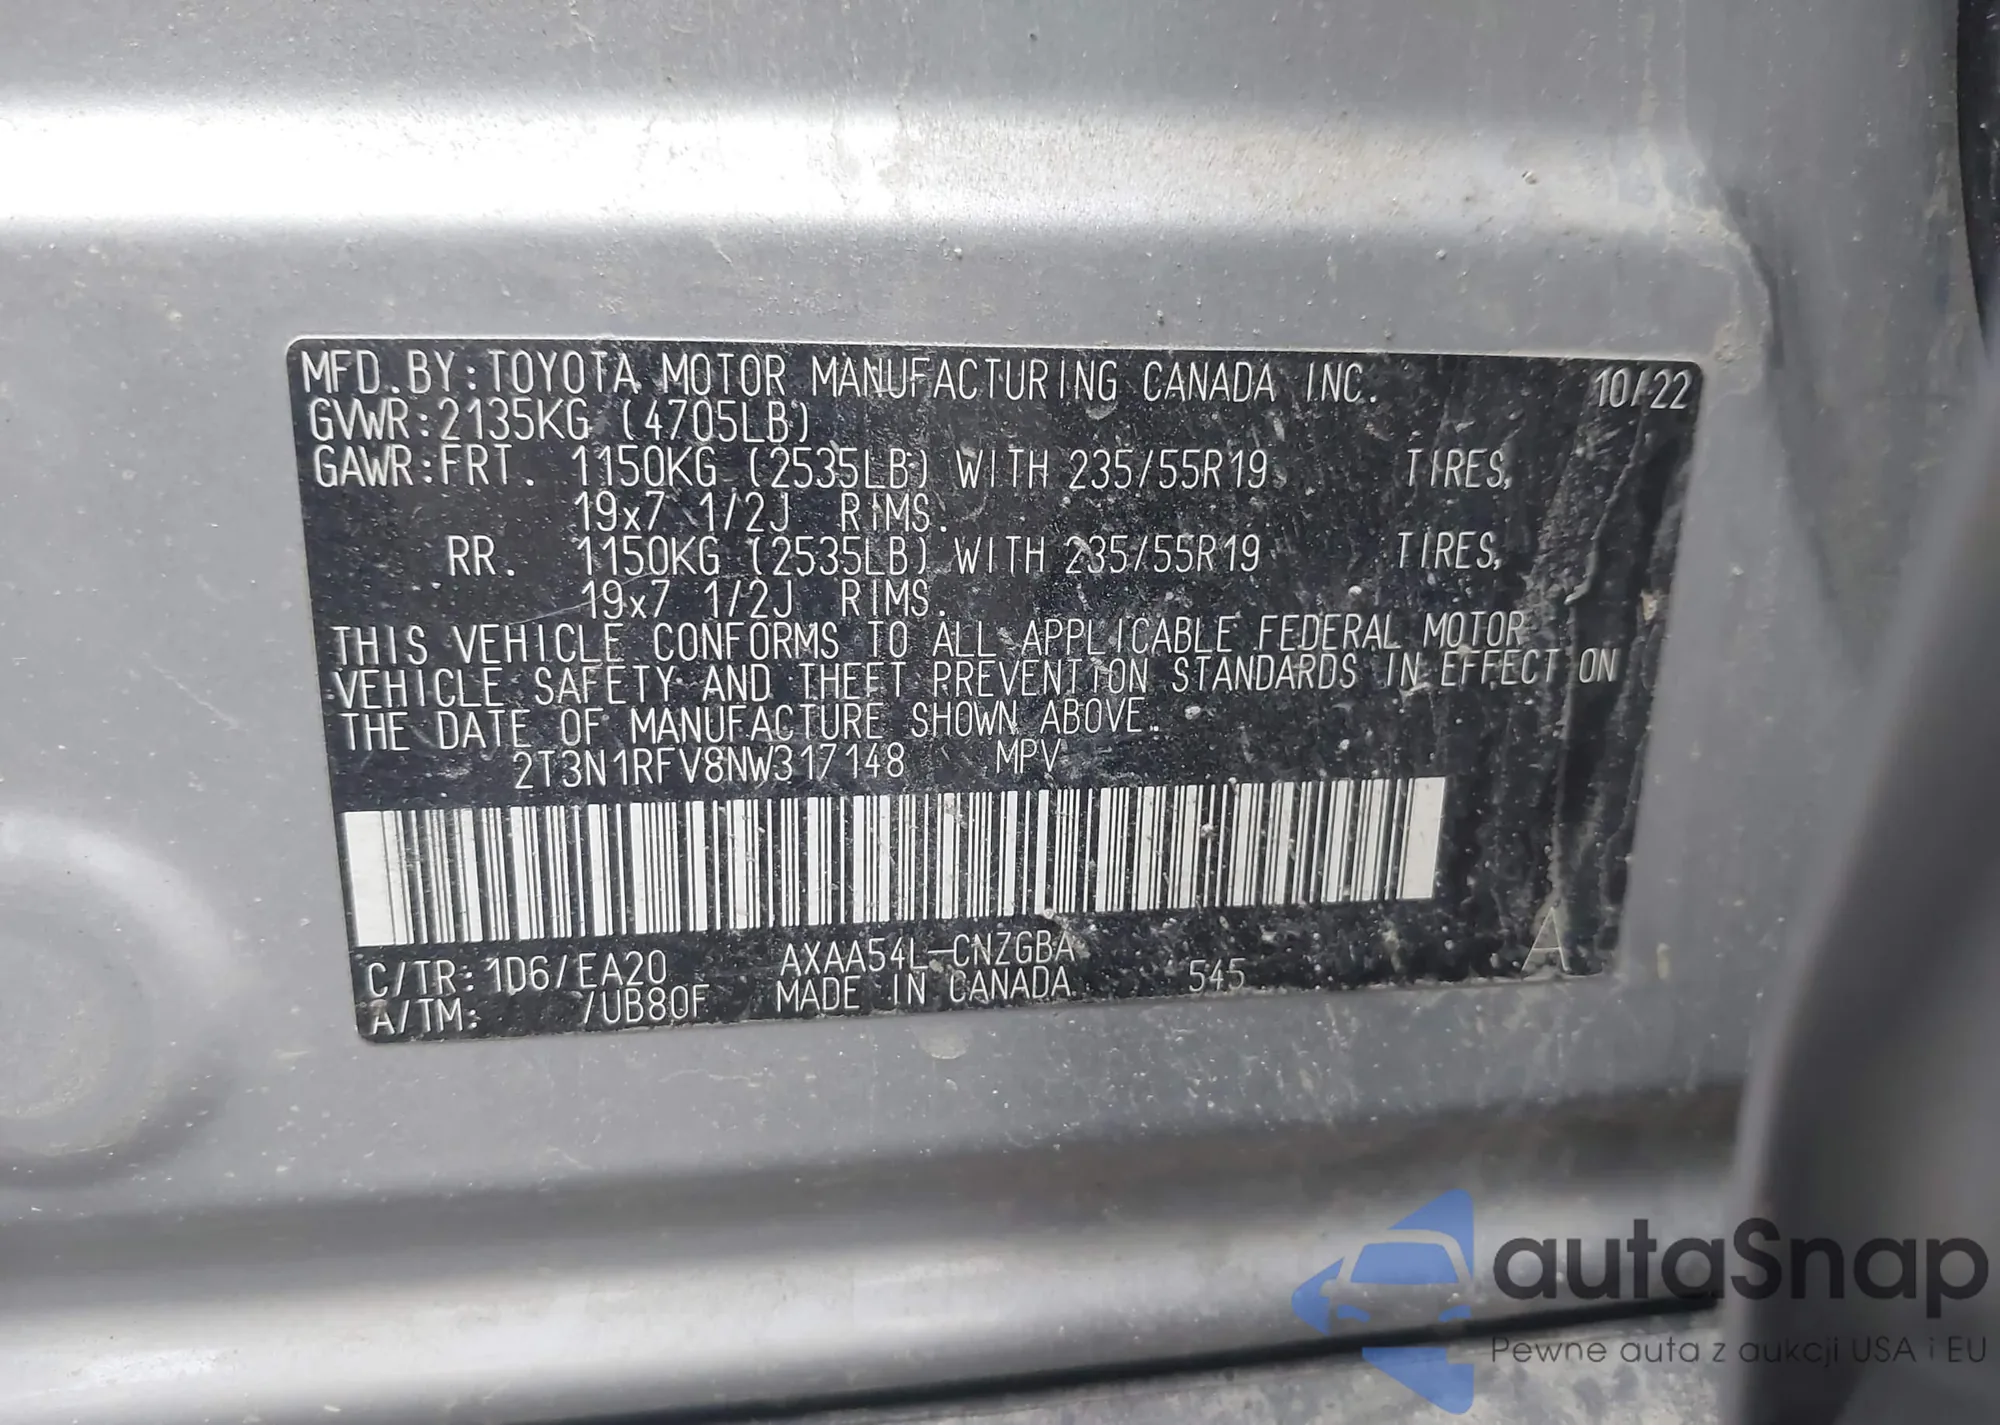 MFD.BY:TOYOTA MOTOR MANUFACTURING CANADA INC. 10/22
GVWR:2135KG (4705LB)
GAWR:FRT. 1150KG (2535LB) WITH 235/55R19 TIRES,
19x7 1/2J RIMS.
RR. 1150KG (2535LB) WITH 235/55R19 TIRES,
19x7 1/2J RIMS.
THIS VEHICLE CONFORMS TO ALL APPLICABLE FEDERAL MOTOR
VEHICLE SAFETY AND THEFT PREVENTION STANDARDS IN EFFECT ON
THE DATE OF MANUFACTURE SHOWN ABOVE.
2T3N1RFV8NW317148 MPV
C/TR:1D6/EA20 AXAA54L-CNZGBA A
A/TM: /UB80F MADE IN CANADA 545
autaSnap
Pewne auta z aukcji USA i EU